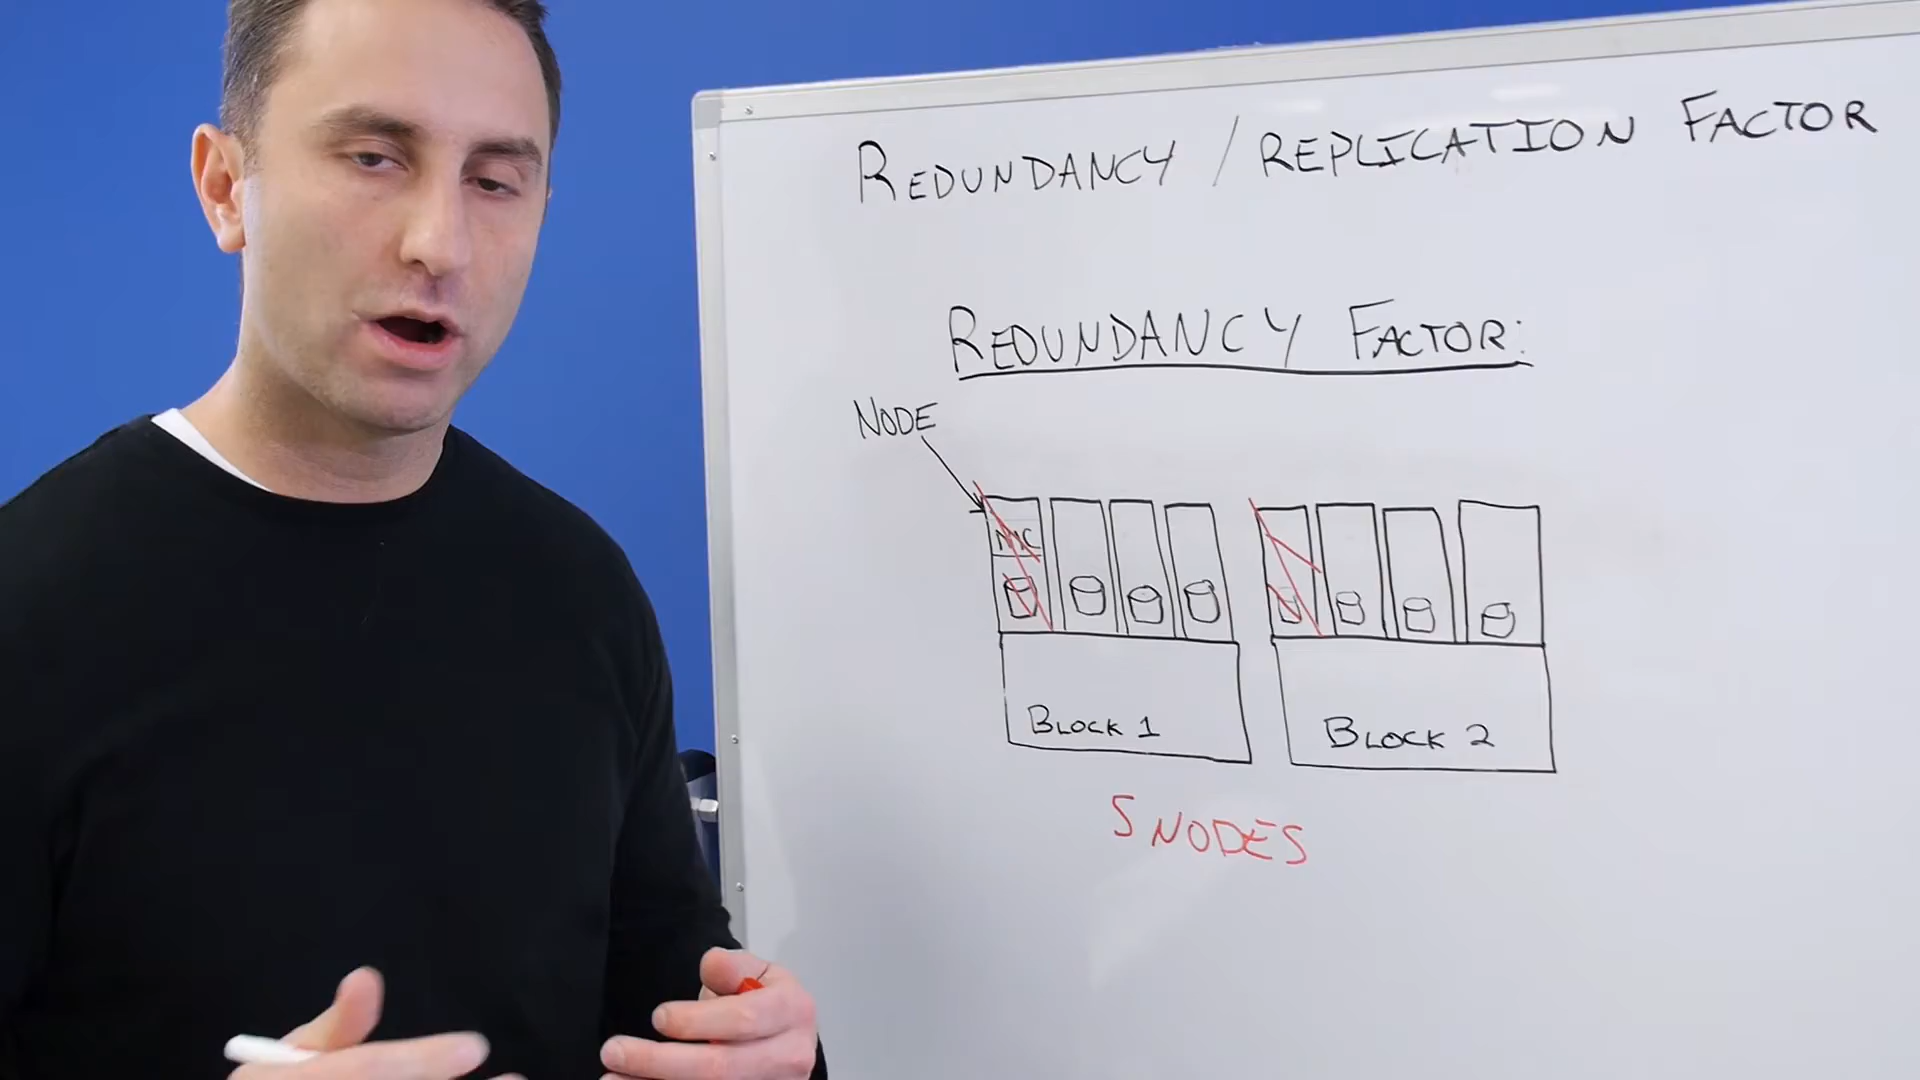 REDUNDANCY / REPLICATION FACTOR
REDUNDANCY FACTOR:
NODE
BLOCK 1
BLOCK 2
5 NODES